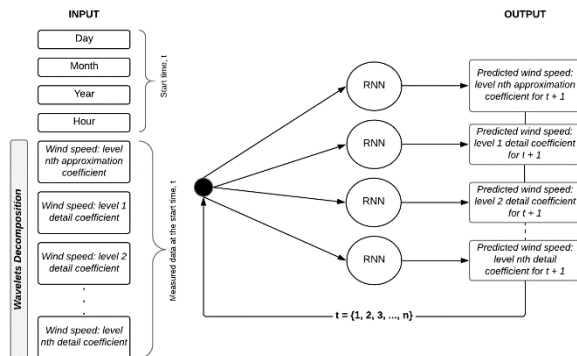 INPUT
OUTPUT
Day
Month
Year
Hour
Start time, t
Wavelets Decomposition
Wind speed: level
nth approximation
coefficient
Wind speed: level 1
detail coefficient
Wind speed: level 2
detail coefficient
Wind speed: level
nth detail coefficient
Measured data at the start time, t
RNN
RNN
RNN
RNN
Predicted wind speed:
level nth approximation
coefficient for t + 1
Predicted wind speed:
level 1 detail coefficient
for t + 1
Predicted wind speed:
level 2 detail coefficient
for t + 1
Predicted wind speed:
level nth detail
coefficient for t + 1
t = {1, 2, 3, ..., n}